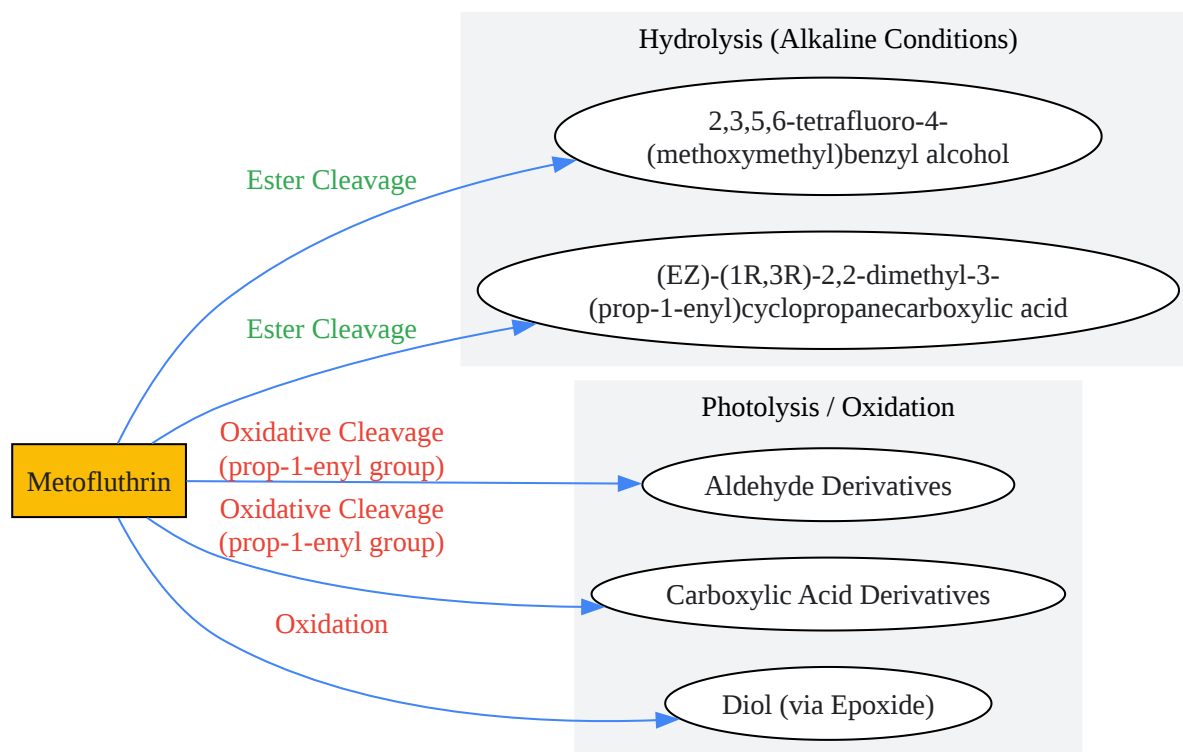 Hydrolysis (Alkaline Conditions)
2,3,5,6-tetrafluoro-4-
(methoxymethyl)benzyl alcohol
Ester Cleavage
(EZ)-(1R,3R)-2,2-dimethyl-3-
(prop-1-enyl)cyclopropanecarboxylic acid
Ester Cleavage
Photolysis / Oxidation
Oxidative Cleavage
(prop-1-enyl group)
Metofluthrin
Aldehyde Derivatives
Oxidative Cleavage
(prop-1-enyl group)
Carboxylic Acid Derivatives
Oxidation
Diol (via Epoxide)